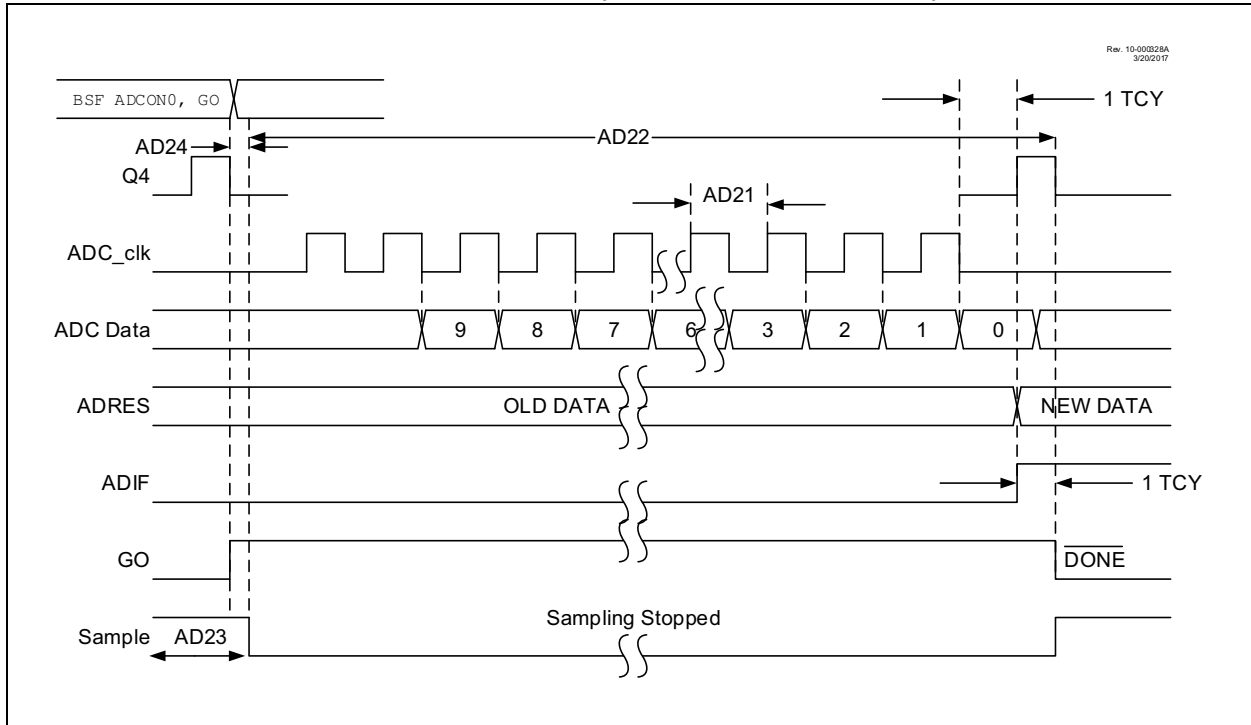 Rev. 10-000328A
3/20/2017
BSF ADCON0, GO
1 TCY
AD22
AD24
Q4
AD21
ADC_clk
ADC Data 9 8 7 6 3 2 1 0
ADRES OLD DATA NEW DATA
ADIF 1 TCY
GO DONE
Sampling Stopped
Sample AD23